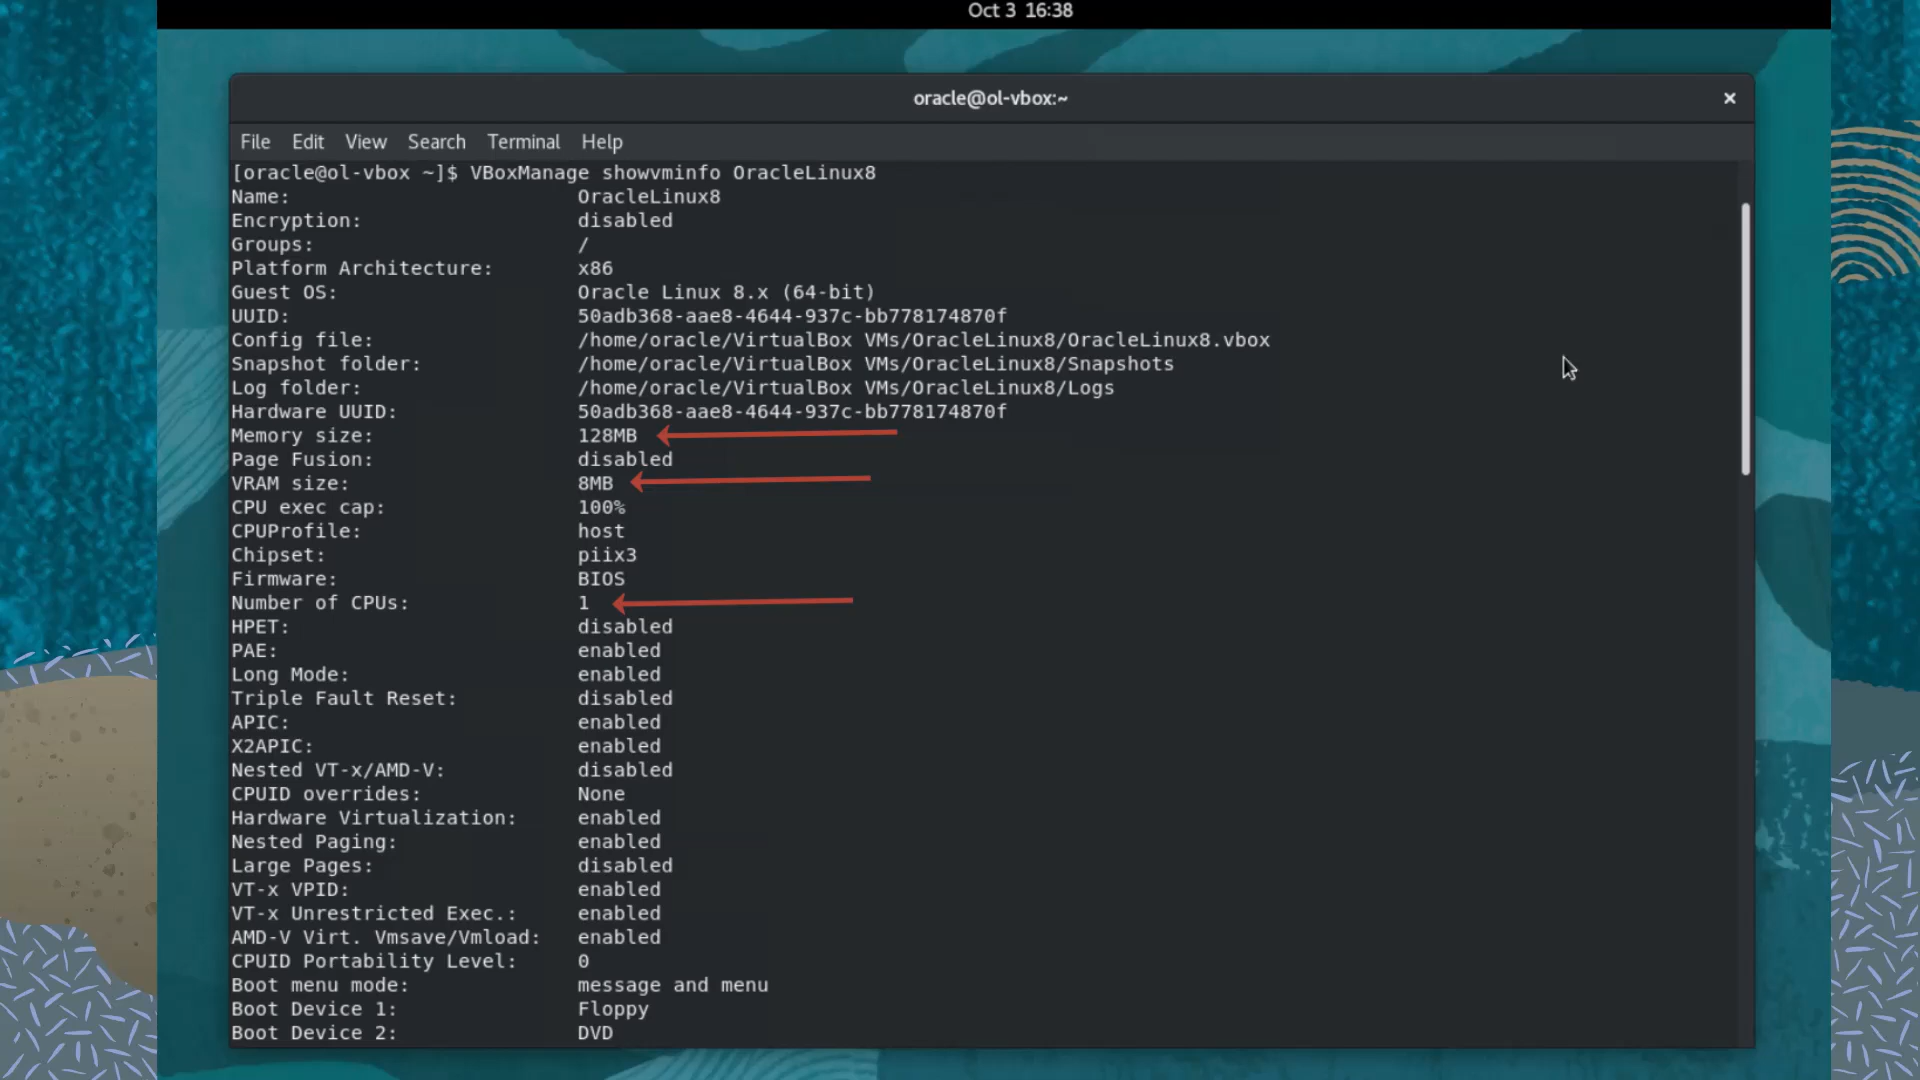 Oct 3 16:38
oracle@ol-vbox:~
File Edit View Search Terminal Help
[oracle@ol-vbox ~]$ VBoxManage showvminfo OracleLinux8
Name: OracleLinux8
Encryption: disabled
Groups: /
Platform Architecture: x86
Guest OS: Oracle Linux 8.x (64-bit)
UUID: 50adb368-aae8-4644-937c-bb778174870f
Config file: /home/oracle/VirtualBox VMs/OracleLinux8/OracleLinux8.vbox
Snapshot folder: /home/oracle/VirtualBox VMs/OracleLinux8/Snapshots
Log folder: /home/oracle/VirtualBox VMs/OracleLinux8/Logs
Hardware UUID: 50adb368-aae8-4644-937c-bb778174870f
Memory size: 128MB
Page Fusion: disabled
VRAM size: 8MB
CPU exec cap: 100%
CPUProfile: host
Chipset: piix3
Firmware: BIOS
Number of CPUs: 1
HPET: disabled
PAE: enabled
Long Mode: enabled
Triple Fault Reset: disabled
APIC: enabled
X2APIC: enabled
Nested VT-x/AMD-V: disabled
CPUID overrides: None
Hardware Virtualization: enabled
Nested Paging: enabled
Large Pages: disabled
VT-x VPID: enabled
VT-x Unrestricted Exec.: enabled
AMD-V Virt. Vmsave/Vmload: enabled
CPUID Portability Level: 0
Boot menu mode: message and menu
Boot Device 1: Floppy
Boot Device 2: DVD